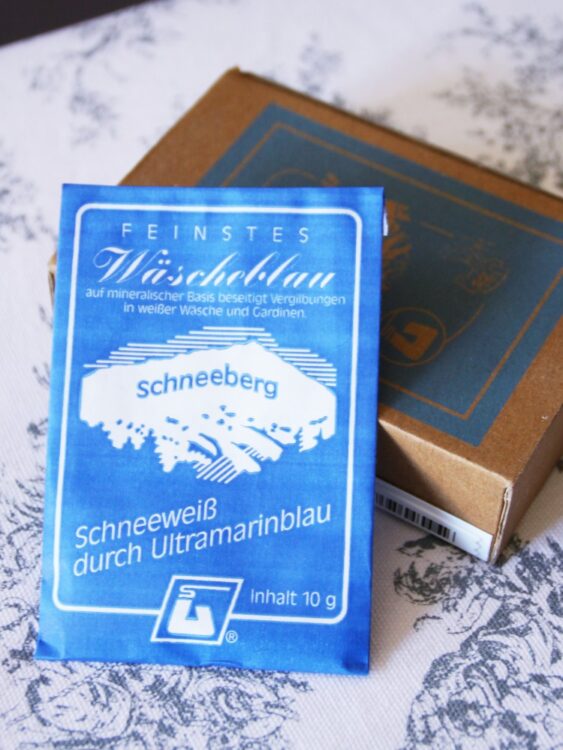 FEINSTES
Wäscheblau
auf mineralischer Basis beseitigt Vergilbungen
in weißer Wäsche und Gardinen.
Schneeberg
Schneeweiß
durch Ultramarinblau
Inhalt 10 g
S
®